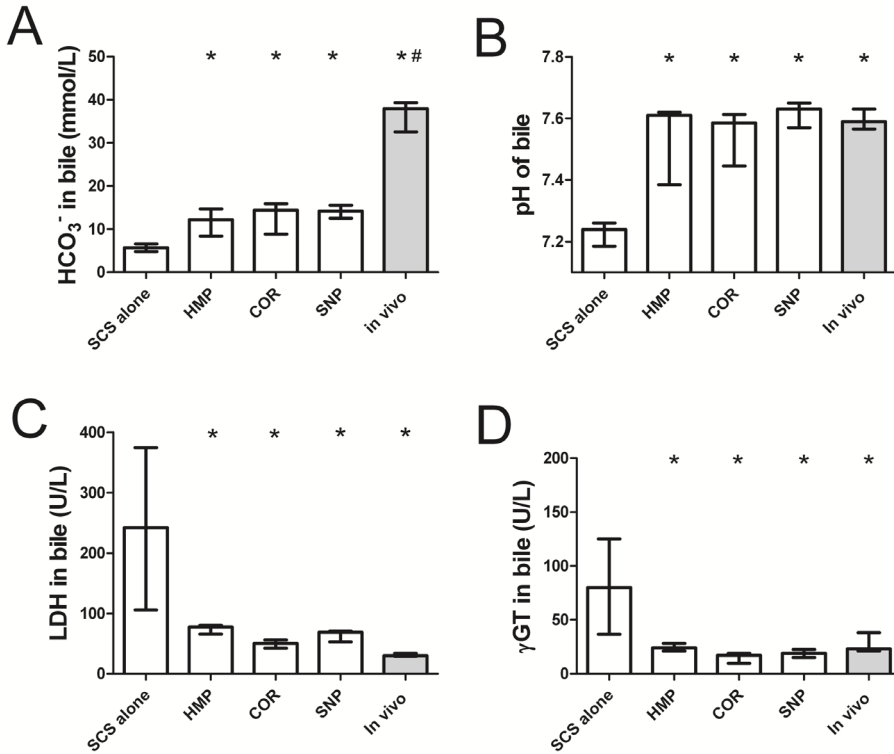 A
HCO₃⁻ in bile (mmol/L)
50
40
30
20
10
0
* * * *#
SCS alone HMP COR SNP in vivo
B
pH of bile
7.8
7.6
7.4
7.2
* * * *
SCS alone HMP COR SNP In vivo
C
LDH in bile (U/L)
400
300
200
100
0
* * * *
SCS alone HMP COR SNP In vivo
D
γGT in bile (U/L)
200
150
100
50
0
* * * *
SCS alone HMP COR SNP In vivo